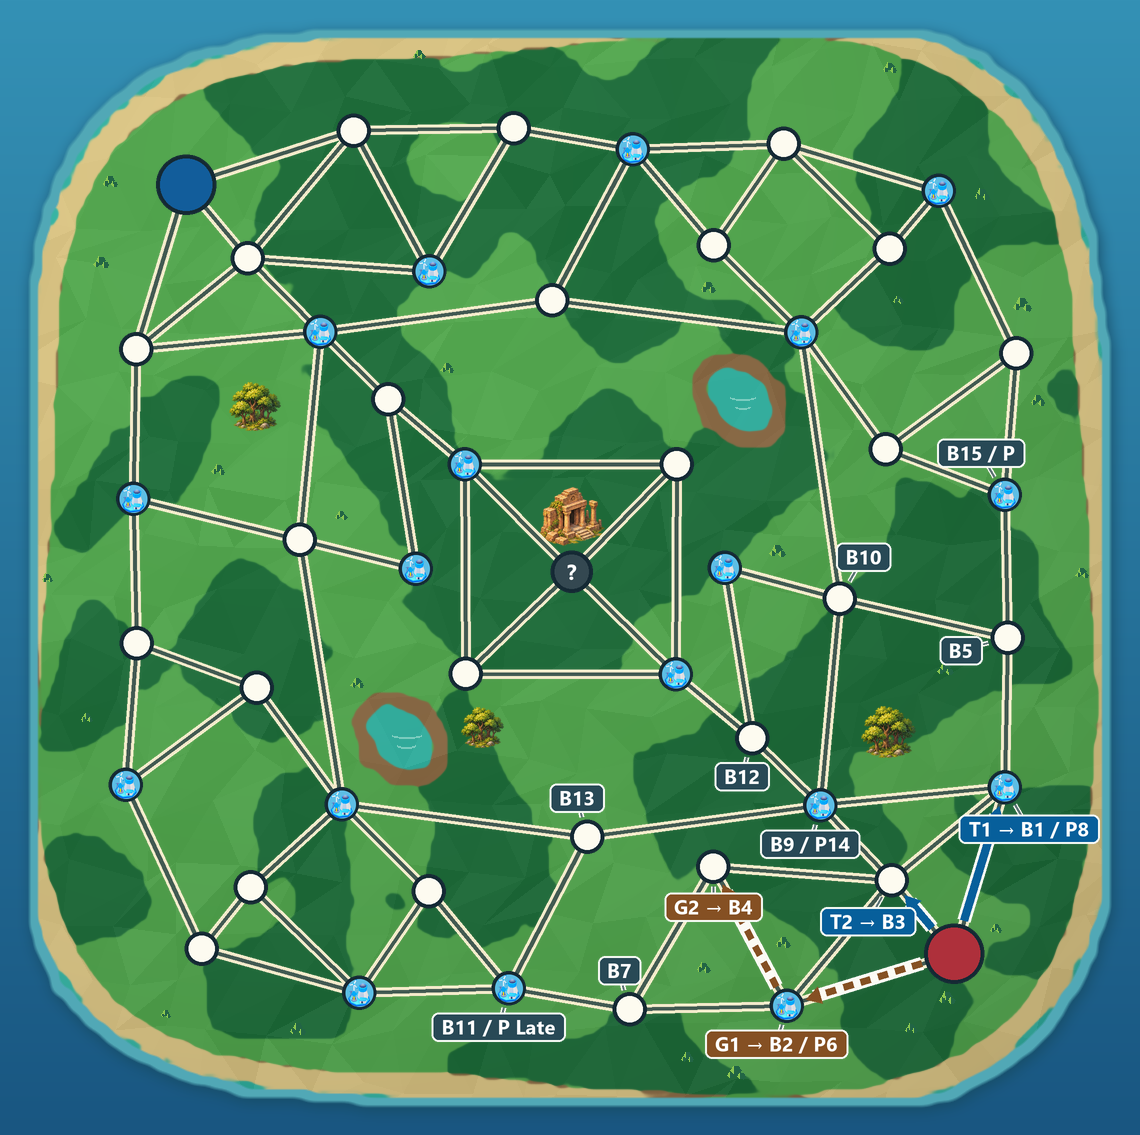 B15 / P
B10
?
B5
B12
B13
T1 → B1 / P8
B9 / P14
G2 → B4
T2 → B3
B7
B11 / P Late
G1 → B2 / P6